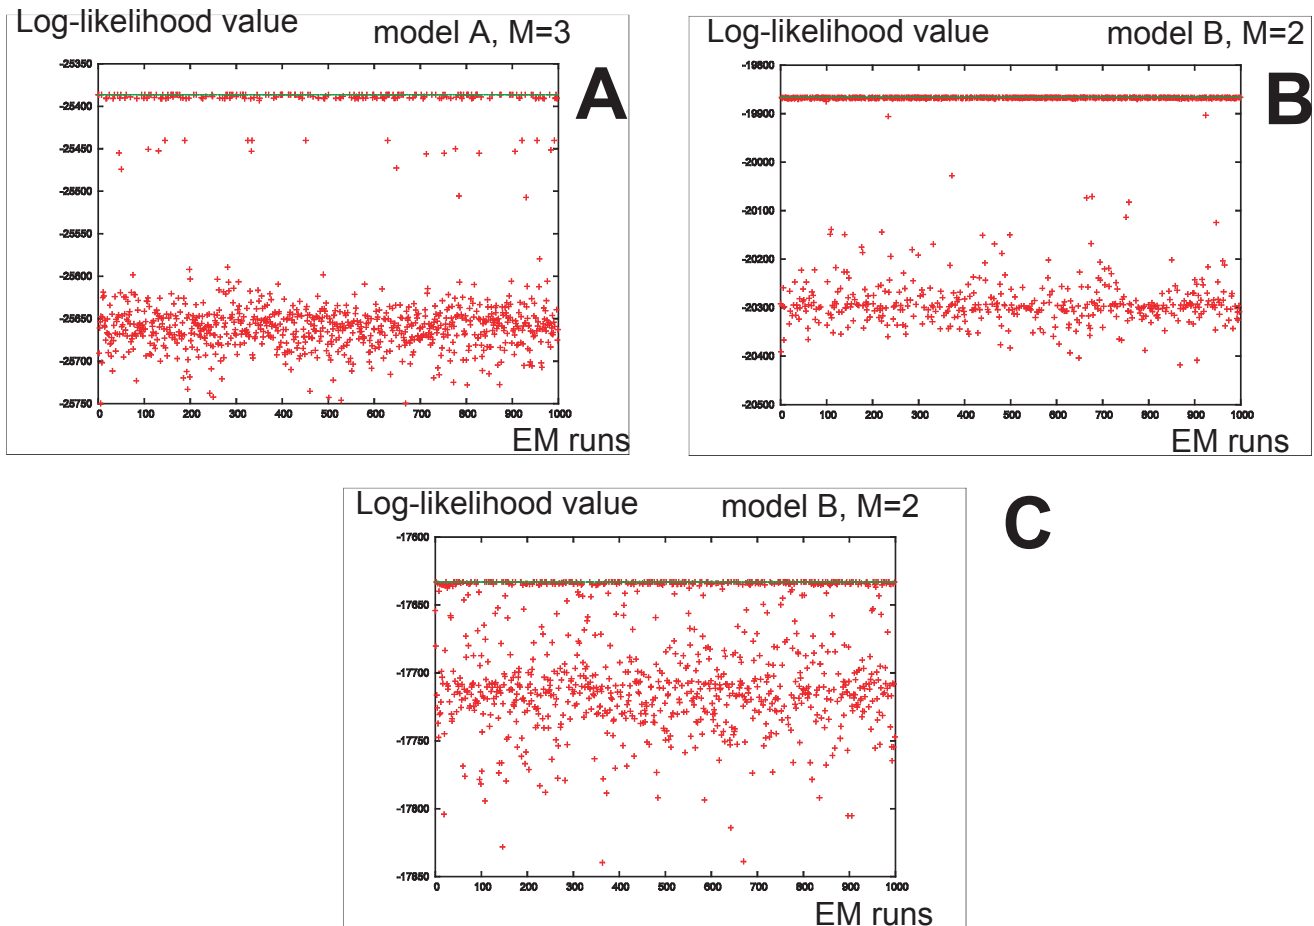 Log-likelihood value model A, M=3
-25350
-25400
-25450
-25500
-25550
-25600
-25650
-25700
-25750
0 100 200 300 400 500 600 700 800 900 1000
EM runs
A
Log-likelihood value model B, M=2
-19800
-19900
-20000
-20100
-20200
-20300
-20400
-20500
0 100 200 300 400 500 600 700 800 900 1000
EM runs
B
Log-likelihood value model B, M=2
-17600
-17650
-17700
-17750
-17800
-17850
0 100 200 300 400 500 600 700 800 900 1000
EM runs
C